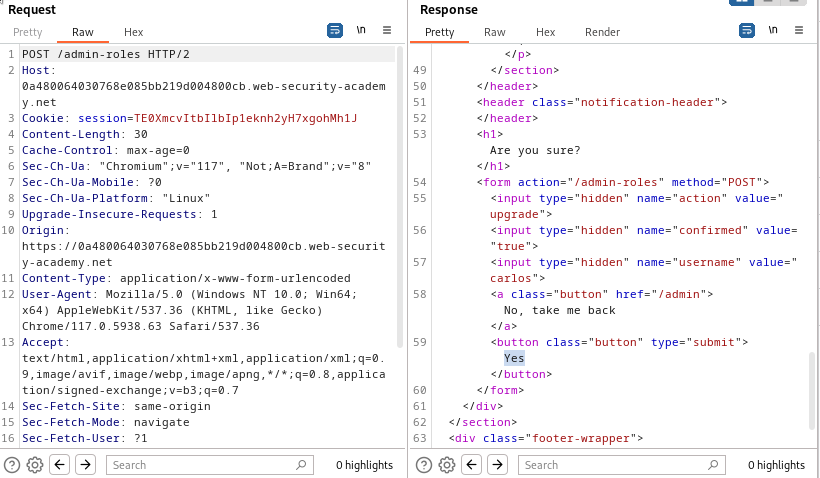 Request
Pretty Raw Hex \n
1 POST /admin-roles HTTP/2
2 Host:
0a480064030768e085bb219d004800cb.web-security-academ
y.net
3 Cookie: session=TE0XmcvItbI1bIp1eknh2yH7xgohMh1J
4 Content-Length: 30
5 Cache-Control: max-age=0
6 Sec-Ch-Ua: "Chromium";v="117", "Not;A=Brand";v="8"
7 Sec-Ch-Ua-Mobile: ?0
8 Sec-Ch-Ua-Platform: "Linux"
9 Upgrade-Insecure-Requests: 1
10 Origin:
https://0a480064030768e085bb219d004800cb.web-securit
y-academy.net
11 Content-Type: application/x-www-form-urlencoded
12 User-Agent: Mozilla/5.0 (Windows NT 10.0; Win64;
x64) AppleWebKit/537.36 (KHTML, like Gecko)
Chrome/117.0.5938.63 Safari/537.36
13 Accept:
text/html,application/xhtml+xml,application/xml;q=0.
9,image/avif,image/webp,image/apng,*/*;q=0.8,applica
tion/signed-exchange;v=b3;q=0.7
14 Sec-Fetch-Site: same-origin
15 Sec-Fetch-Mode: navigate
16 Sec-Fetch-User: ?1
Search 0 highlights
Response
Pretty Raw Hex Render \n
</p>
49 </section>
50 </header>
51 <header class="notification-header">
52 </header>
53 <h1>
Are you sure?
</h1>
54 <form action="/admin-roles" method="POST">
55 <input type="hidden" name="action" value="
upgrade">
56 <input type="hidden" name="confirmed" value=
"true">
57 <input type="hidden" name="username" value="
carlos">
58 <a class="button" href="/admin">
No, take me back
</a>
59 <button class="button" type="submit">
Yes
</button>
60 </form>
61 </div>
62 </section>
63 <div class="footer-wrapper">
Search 0 highlights